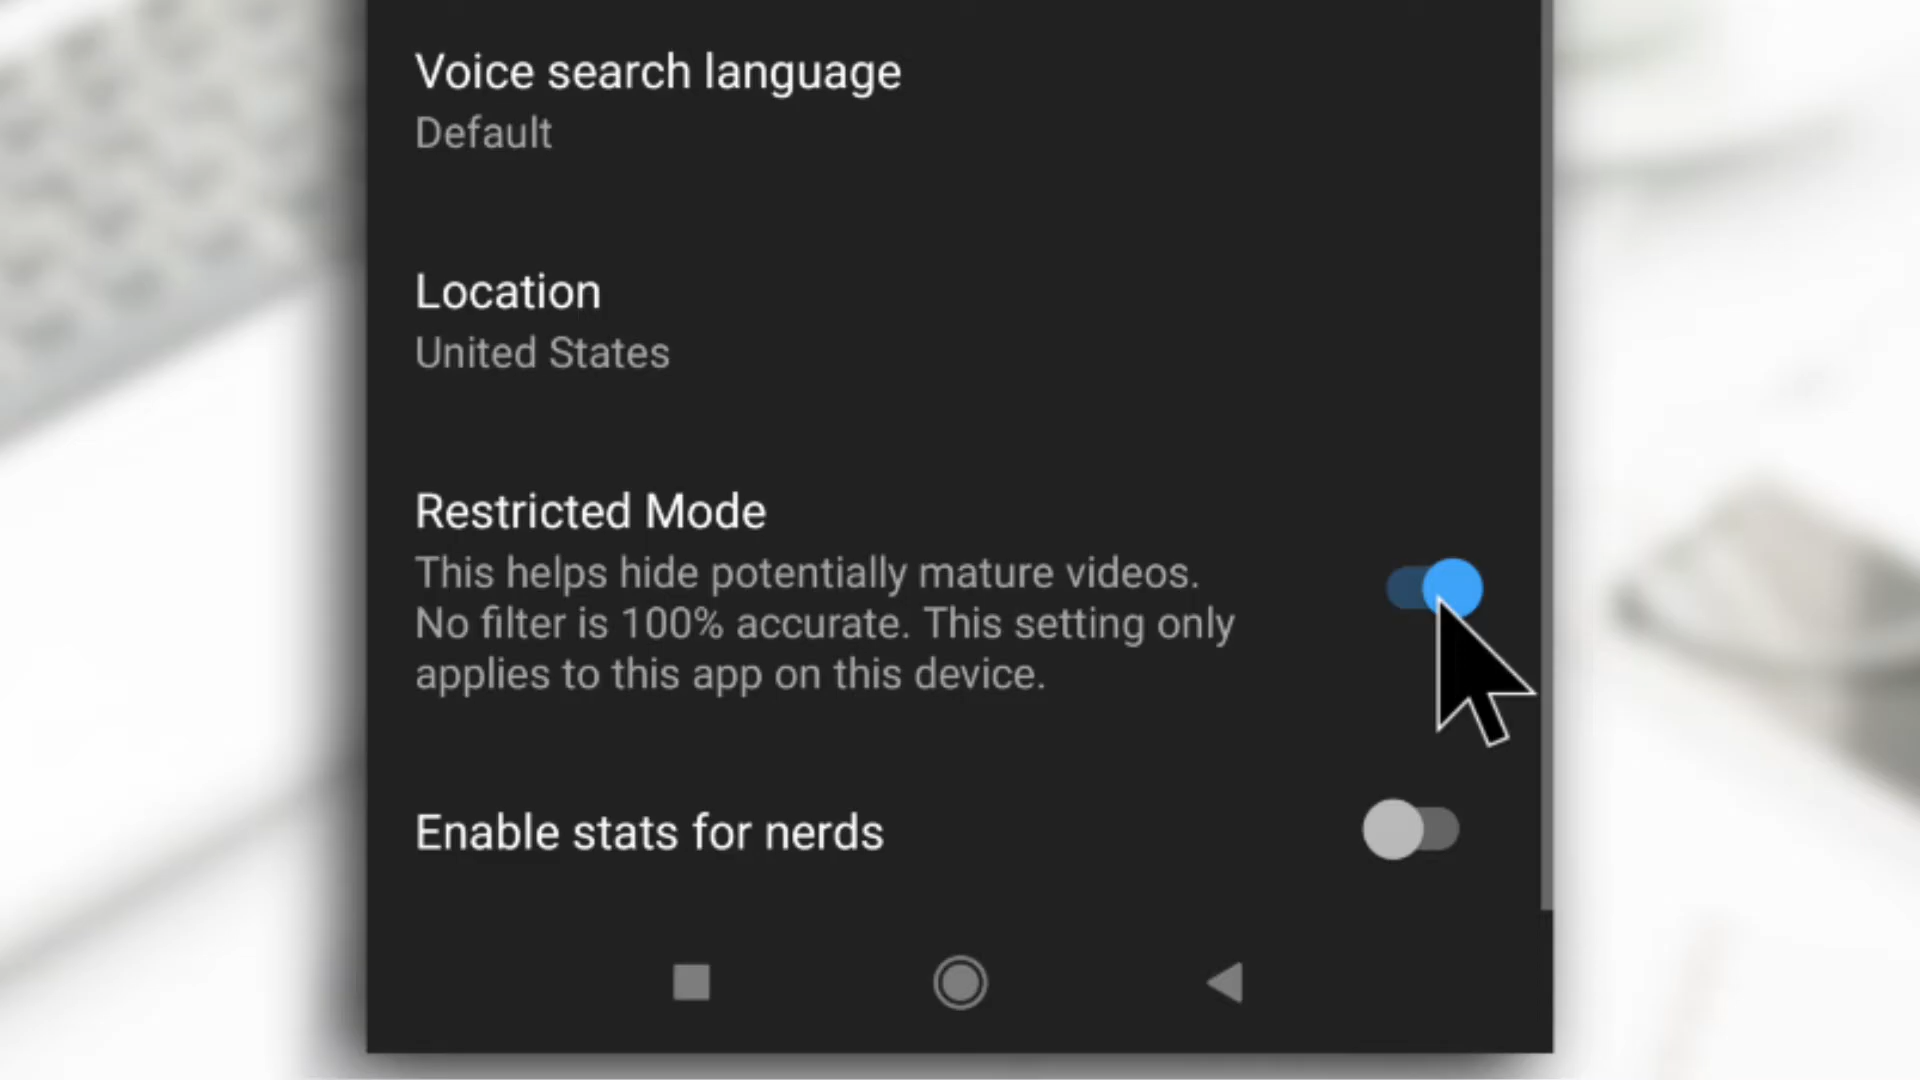 Voice search language
Default
Location
United States
Restricted Mode
This helps hide potentially mature videos.
No filter is 100% accurate. This setting only
applies to this app on this device.
Enable stats for nerds